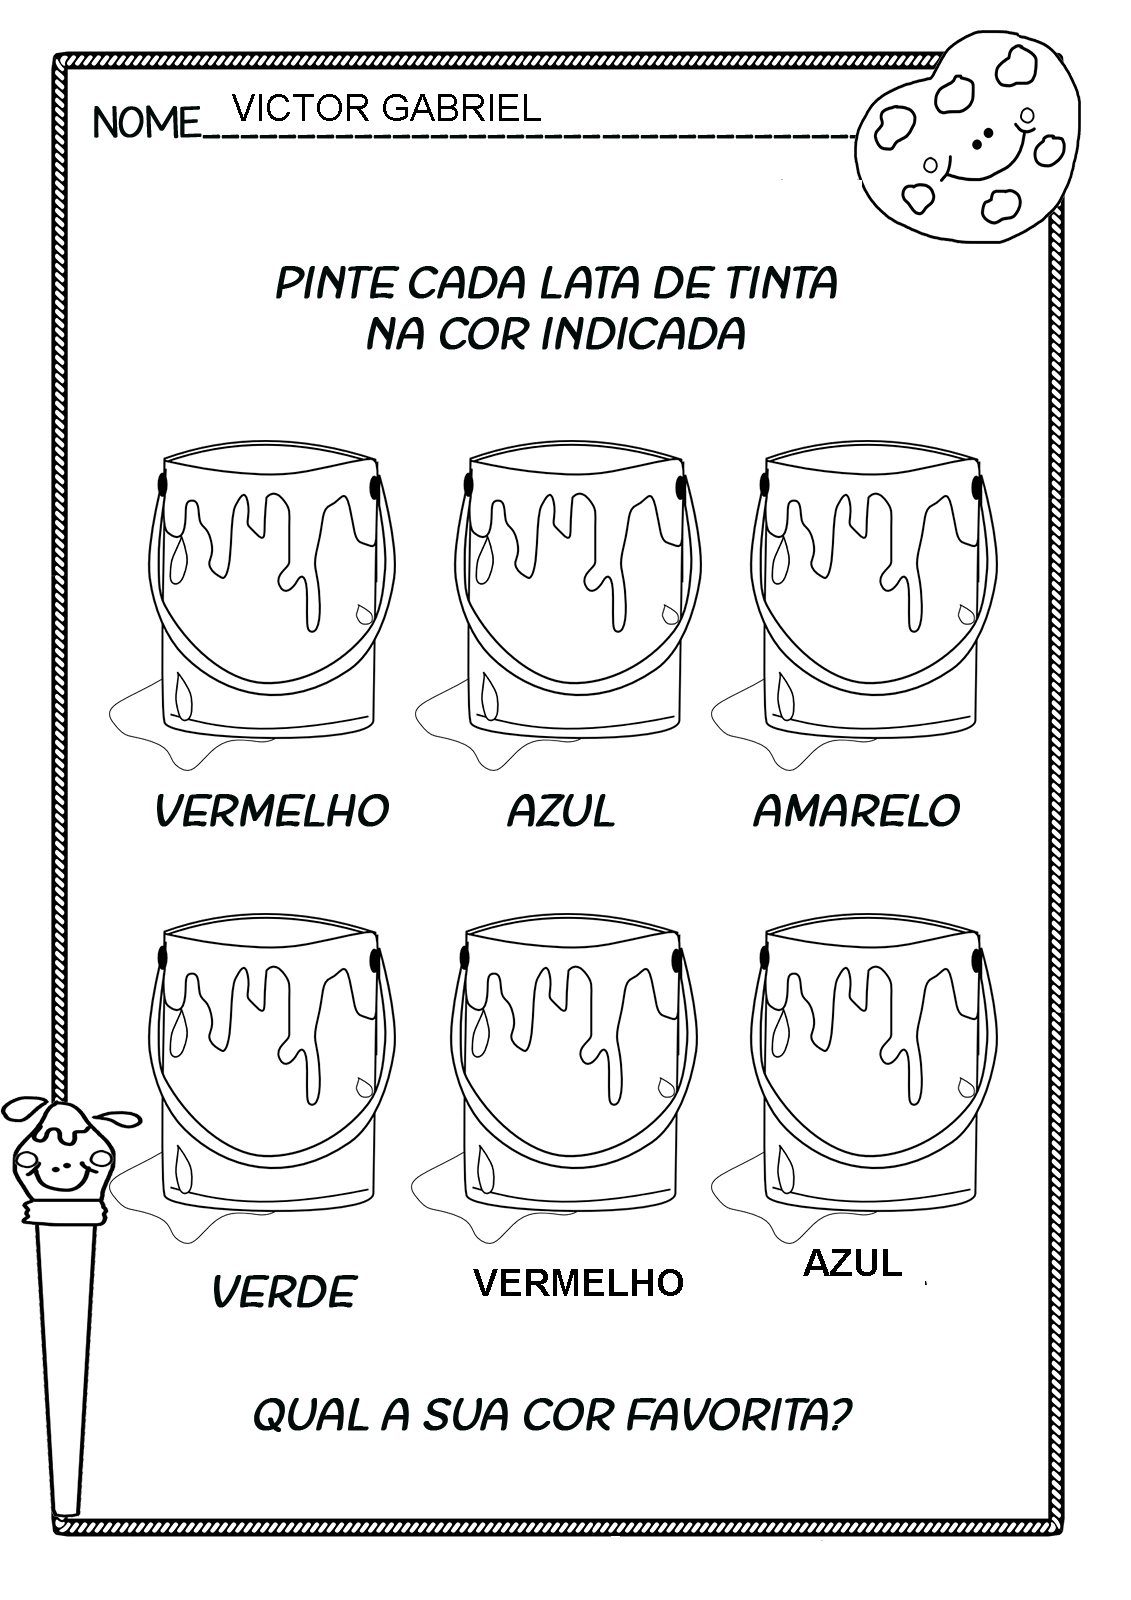 NOME VICTOR GABRIEL
PINTE CADA LATA DE TINTA
NA COR INDICADA
VERMELHO AZUL AMARELO
VERDE VERMELHO AZUL
QUAL A SUA COR FAVORITA?